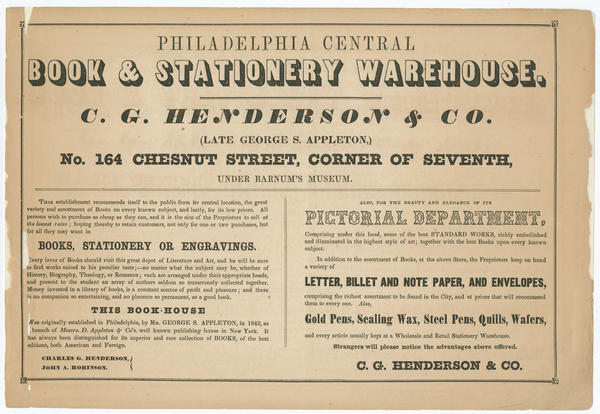 PHILADELPHIA CENTRAL
BOOK & STATIONERY WAREHOUSE.
C. G. HENDERSON & CO.
(LATE GEORGE S. APPLETON,)
No. 164 CHESNUT STREET, CORNER OF SEVENTH,
UNDER BARNUM'S MUSEUM.
THIS establishment recommends itself to the public from its central location, the great
variety and assortment of Books on every known subject, and lastly, for its low prices. All
persons wish to purchase as cheap as they can, and it is the aim of the Proprietors to sell at
the lowest rates; hoping thereby to retain customers, not only for one or two purchases, but
for all they may want in
BOOKS, STATIONERY OR ENGRAVINGS.
Every lover of Books should visit this great depot of Literature and Art, and he will be sure
to find works suited to his peculiar taste;—no matter what the subject may be, whether of
History, Biography, Theology, or Romance; each are arranged under their appropriate heads,
and present to the student an array of authors seldom so numerously collected together.
Money invested in a library of books, is a constant source of profit and pleasure; and there
is no companion so entertaining, and no pleasure so permanent, as a good book.
THIS BOOK-HOUSE
Was originally established in Philadelphia, by MR. GEORGE S. APPLETON, in 1842, as
a branch of Messrs. D. Appleton & Co's. well known publishing house in New York. It
has always been distinguished for its superior and rare collection of BOOKS, of the best
editions, both American and Foreign.
CHARLES G. HENDERSON,
JOHN A. ROBINSON.
ALSO, FOR THE BEAUTY AND ELEGANCE OF ITS
PICTORIAL DEPARTMENT,
Comprising under this head, some of the best STANDARD WORKS, richly embellished
and illuminated in the highest style of art; together with the best Books upon every known
subject.
In addition to the assortment of Books, at the above Store, the Proprietors keep on hand
a variety of
LETTER, BILLET AND NOTE PAPER, AND ENVELOPES,
comprising the richest assortment to be found in the City, and at prices that will recommend
them to every one. Also,
Gold Pens, Sealing Wax, Steel Pens, Quills, Wafers,
and every article usually kept at a Wholesale and Retail Stationery Warehouse.
Strangers will please notice the advantages above offered.
C. G. HENDERSON & CO.